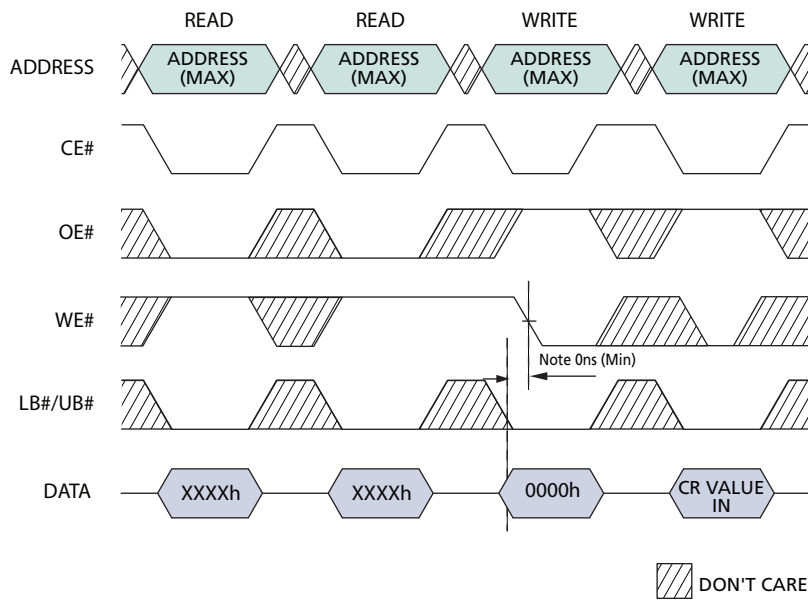 READ READ WRITE WRITE
ADDRESS
ADDRESS
(MAX)
ADDRESS
(MAX)
ADDRESS
(MAX)
ADDRESS
(MAX)
CE#
OE#
WE#
Note 0ns (Min)
LB#/UB#
DATA
XXXXh
XXXXh
0000h
CR VALUE
IN
DON'T CARE